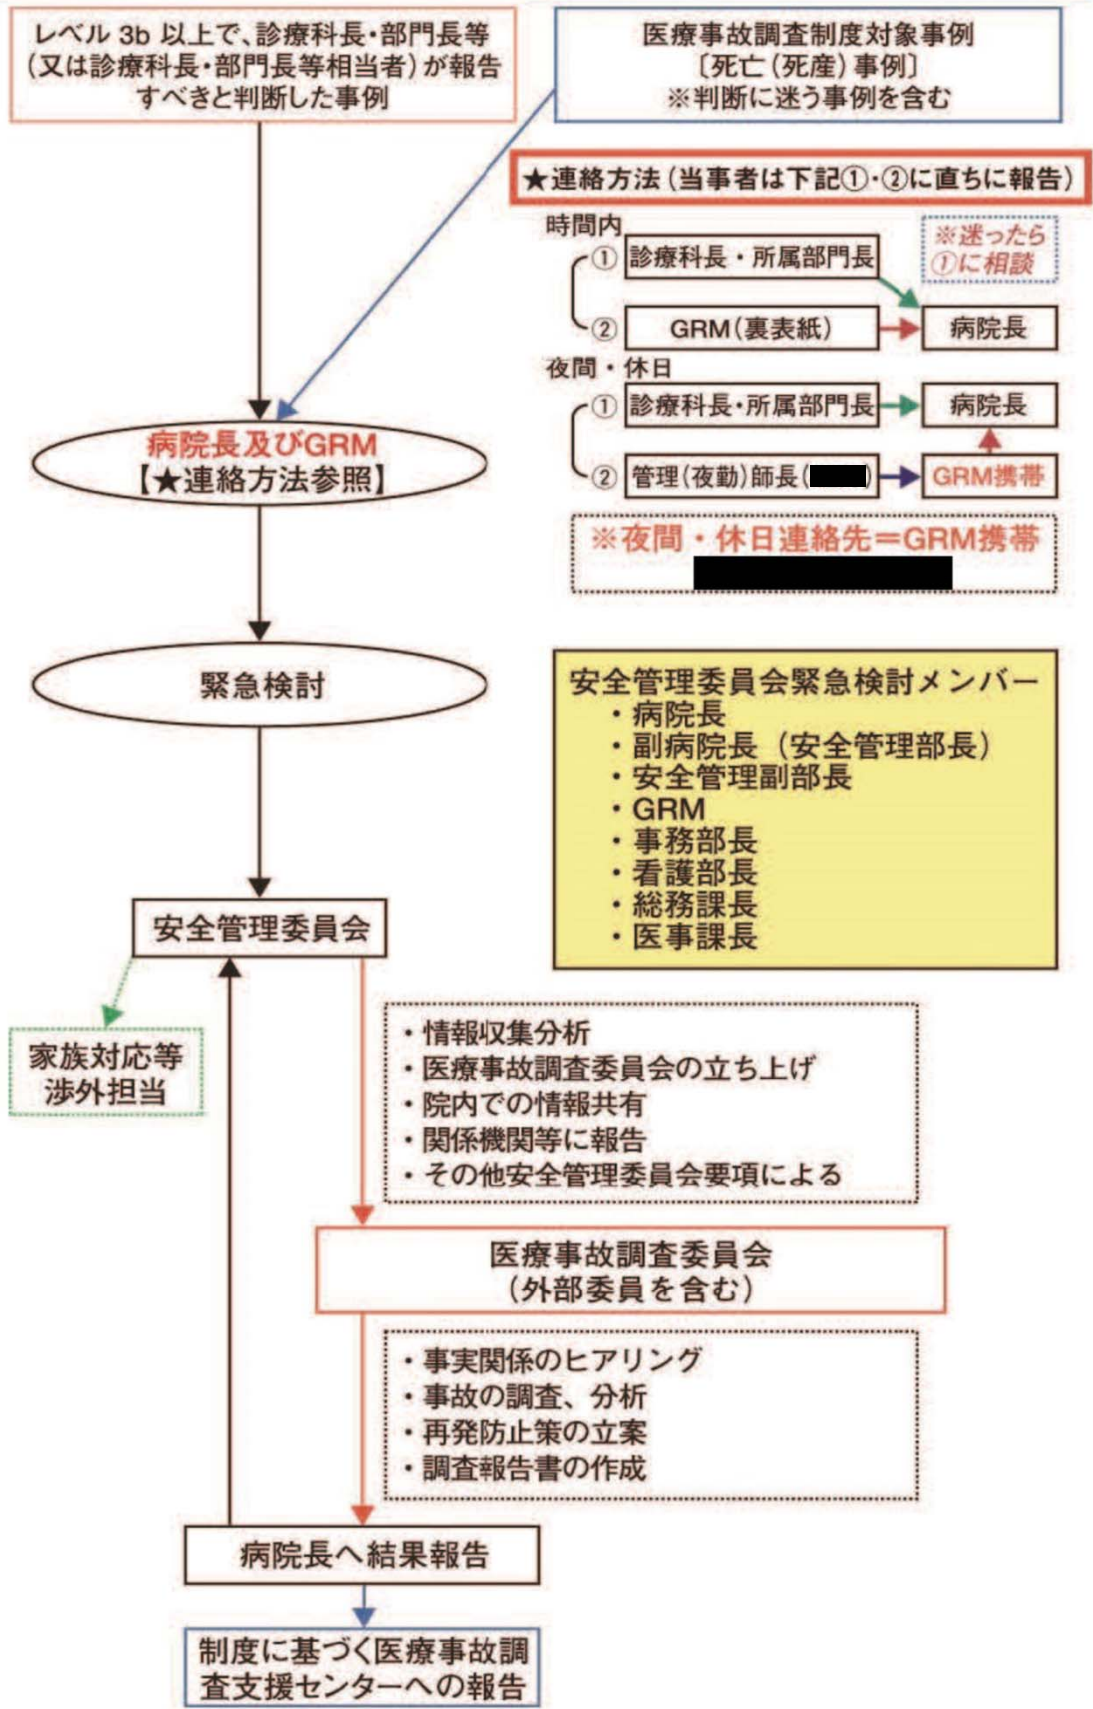 レベル 3b 以上で、診療科長・部門長等
(又は診療科長・部門長等相当者)が報告
すべきと判断した事例
医療事故調査制度対象事例
〔死亡(死産)事例〕
※判断に迷う事例を含む
★連絡方法(当事者は下記①・②に直ちに報告)
時間内
① 診療科長・所属部門長
※迷ったら
①に相談
② GRM(裏表紙)
病院長
夜間・休日
① 診療科長・所属部門長
病院長
② 管理(夜勤)師長( )
GRM携帯
※夜間・休日連絡先=GRM携帯
病院長及びGRM
【★連絡方法参照】
緊急検討
安全管理委員会緊急検討メンバー
・病院長
・副病院長(安全管理部長)
・安全管理副部長
・GRM
・事務部長
・看護部長
・総務課長
・医事課長
安全管理委員会
家族対応等
渉外担当
・情報収集分析
・医療事故調査委員会の立ち上げ
・院内での情報共有
・関係機関等に報告
・その他安全管理委員会要項による
医療事故調査委員会
(外部委員を含む)
・事実関係のヒアリング
・事故の調査、分析
・再発防止策の立案
・調査報告書の作成
病院長へ結果報告
制度に基づく医療事故調
査支援センターへの報告